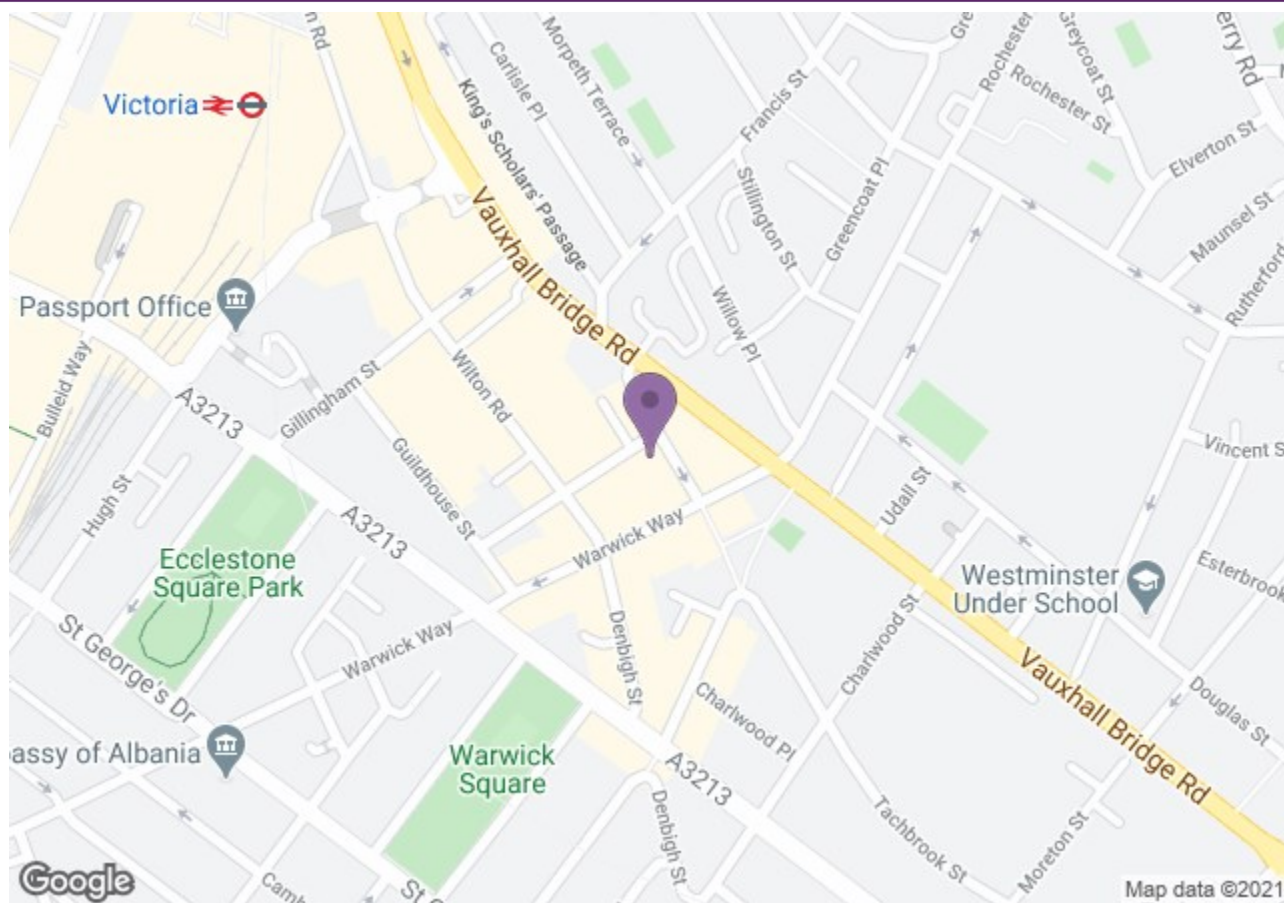 Victoria
Passport Office
Bulleid Way
Hugh St
A3213
Gillingham St
Guildhouse St
Wilton Rd
Vauxhall Bridge Rd
King's Scholars' Passage
Carlisle Pl
Morpeth Terrace
Francis St
Stillington St
Willow Pl
Greencoat Pl
Rochester
Rochester St
Greycoat St
Elverton St
Maunsel St
Rutherford
Vincent S
Udall St
Esterbrook
Westminster
Under School
Ecclestone
Square Park
A3213
St George's Dr
Warwick Way
Warwick Way
Denbigh St
Charlwood St
Charlwood Pl
Vauxhall Bridge Rd
Douglas St
Moreton St
Tachbrook St
A3213
Denbigh St
Warwick
Square
assy of Albania
Camb
St G
Google
Map data ©2021